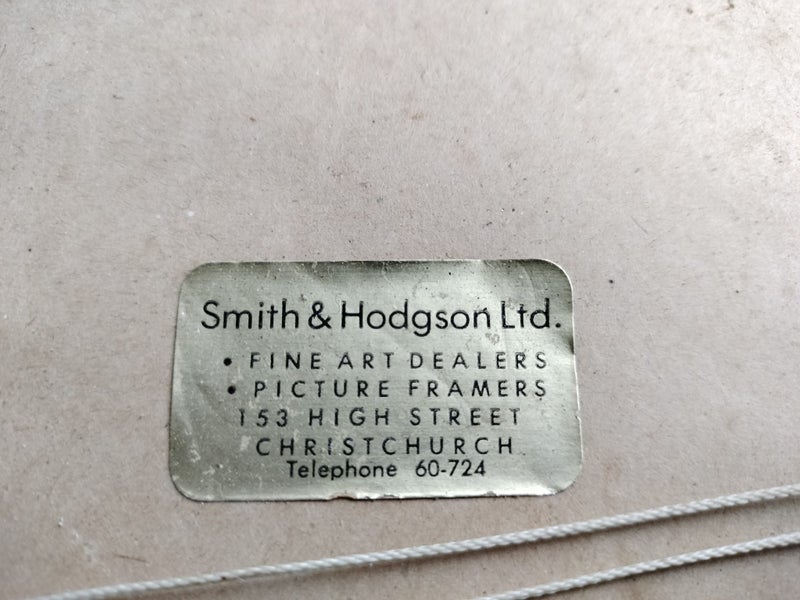 Smith & Hodgson Ltd.
• FINE ART DEALERS
• PICTURE FRAMERS
153 HIGH STREET
CHRISTCHURCH
Telephone 60-724